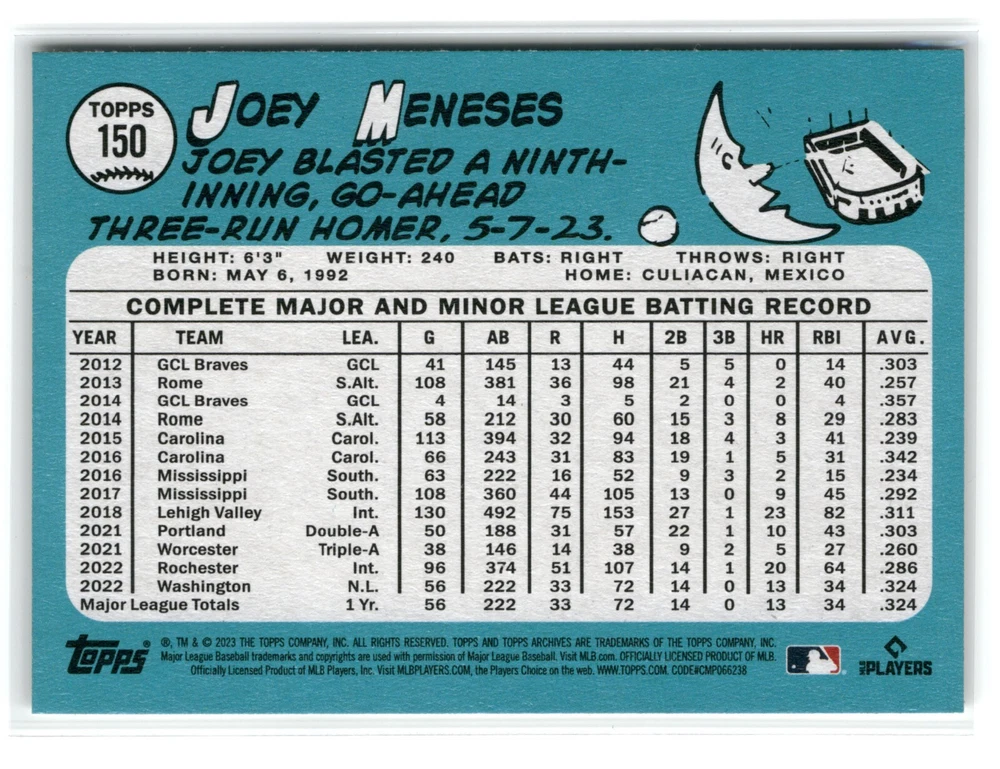 TOPPS
150
JOEY MENESES
JOEY BLASTED A NINTH-
INNING, GO-AHEAD
THREE-RUN HOMER, 5-7-23.
HEIGHT: 6'3" WEIGHT: 240 BATS: RIGHT THROWS: RIGHT
BORN: MAY 6, 1992 HOME: CULIACAN, MEXICO
COMPLETE MAJOR AND MINOR LEAGUE BATTING RECORD
YEAR TEAM LEA. G AB R H 2B 3B HR RBI AVG.
2012 GCL Braves GCL 41 145 13 44 5 5 0 14 .303
2013 Rome S.Alt. 108 381 36 98 21 4 2 40 .257
2014 GCL Braves GCL 4 14 3 5 2 0 0 4 .357
2014 Rome S.Alt. 58 212 30 60 15 3 8 29 .283
2015 Carolina Carol. 113 394 32 94 18 4 3 41 .239
2016 Carolina Carol. 66 243 31 83 19 1 5 31 .342
2016 Mississippi South. 63 222 16 52 9 3 2 15 .234
2017 Mississippi South. 108 360 44 105 13 0 9 45 .292
2018 Lehigh Valley Int. 130 492 75 153 27 1 23 82 .311
2021 Portland Double-A 50 188 31 57 22 1 10 43 .303
2021 Worcester Triple-A 38 146 14 38 9 2 5 27 .260
2022 Rochester Int. 96 374 51 107 14 1 20 64 .286
2022 Washington N.L. 56 222 33 72 14 0 13 34 .324
Major League Totals 1 Yr. 56 222 33 72 14 0 13 34 .324
topps®
®, TM & © 2023 THE TOPPS COMPANY, INC. ALL RIGHTS RESERVED. TOPPS AND TOPPS ARCHIVES ARE TRADEMARKS OF THE TOPPS COMPANY, INC.
Major League Baseball trademarks and copyrights are used with permission of Major League Baseball. Visit MLB.com. OFFICIALLY LICENSED PRODUCT OF MLB.
Officially Licensed Product of MLB Players, Inc. Visit MLBPLAYERS.COM, the Players Choice on the web. WWW.TOPPS.COM. CODE#CMP066238
MLB PLAYERS